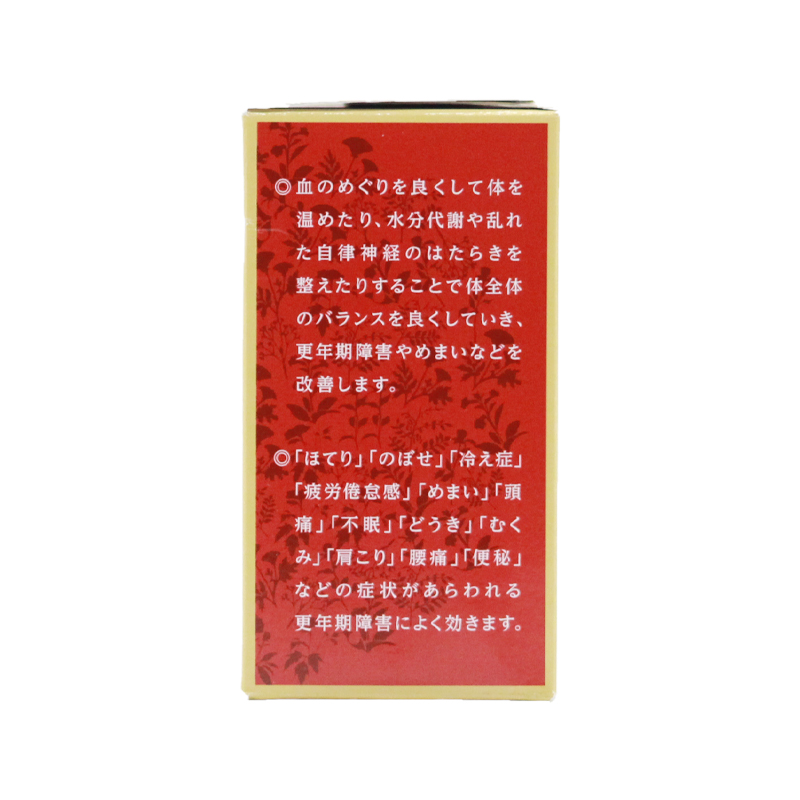 ◎血のめぐりを良くして体を
温めたり、水分代謝や乱れ
た自律神経のはたらきを
整えたりすることで体全体
のバランスを良くしていき、
更年期障害やめまいなどを
改善します。
◎「ほてり」「のぼせ」「冷え症」
「疲労倦怠感」「めまい」「頭
痛」「不眠」「どうき」「むく
み」「肩こり」「腰痛」「便秘」
などの症状があらわれる
更年期障害によく効きます。